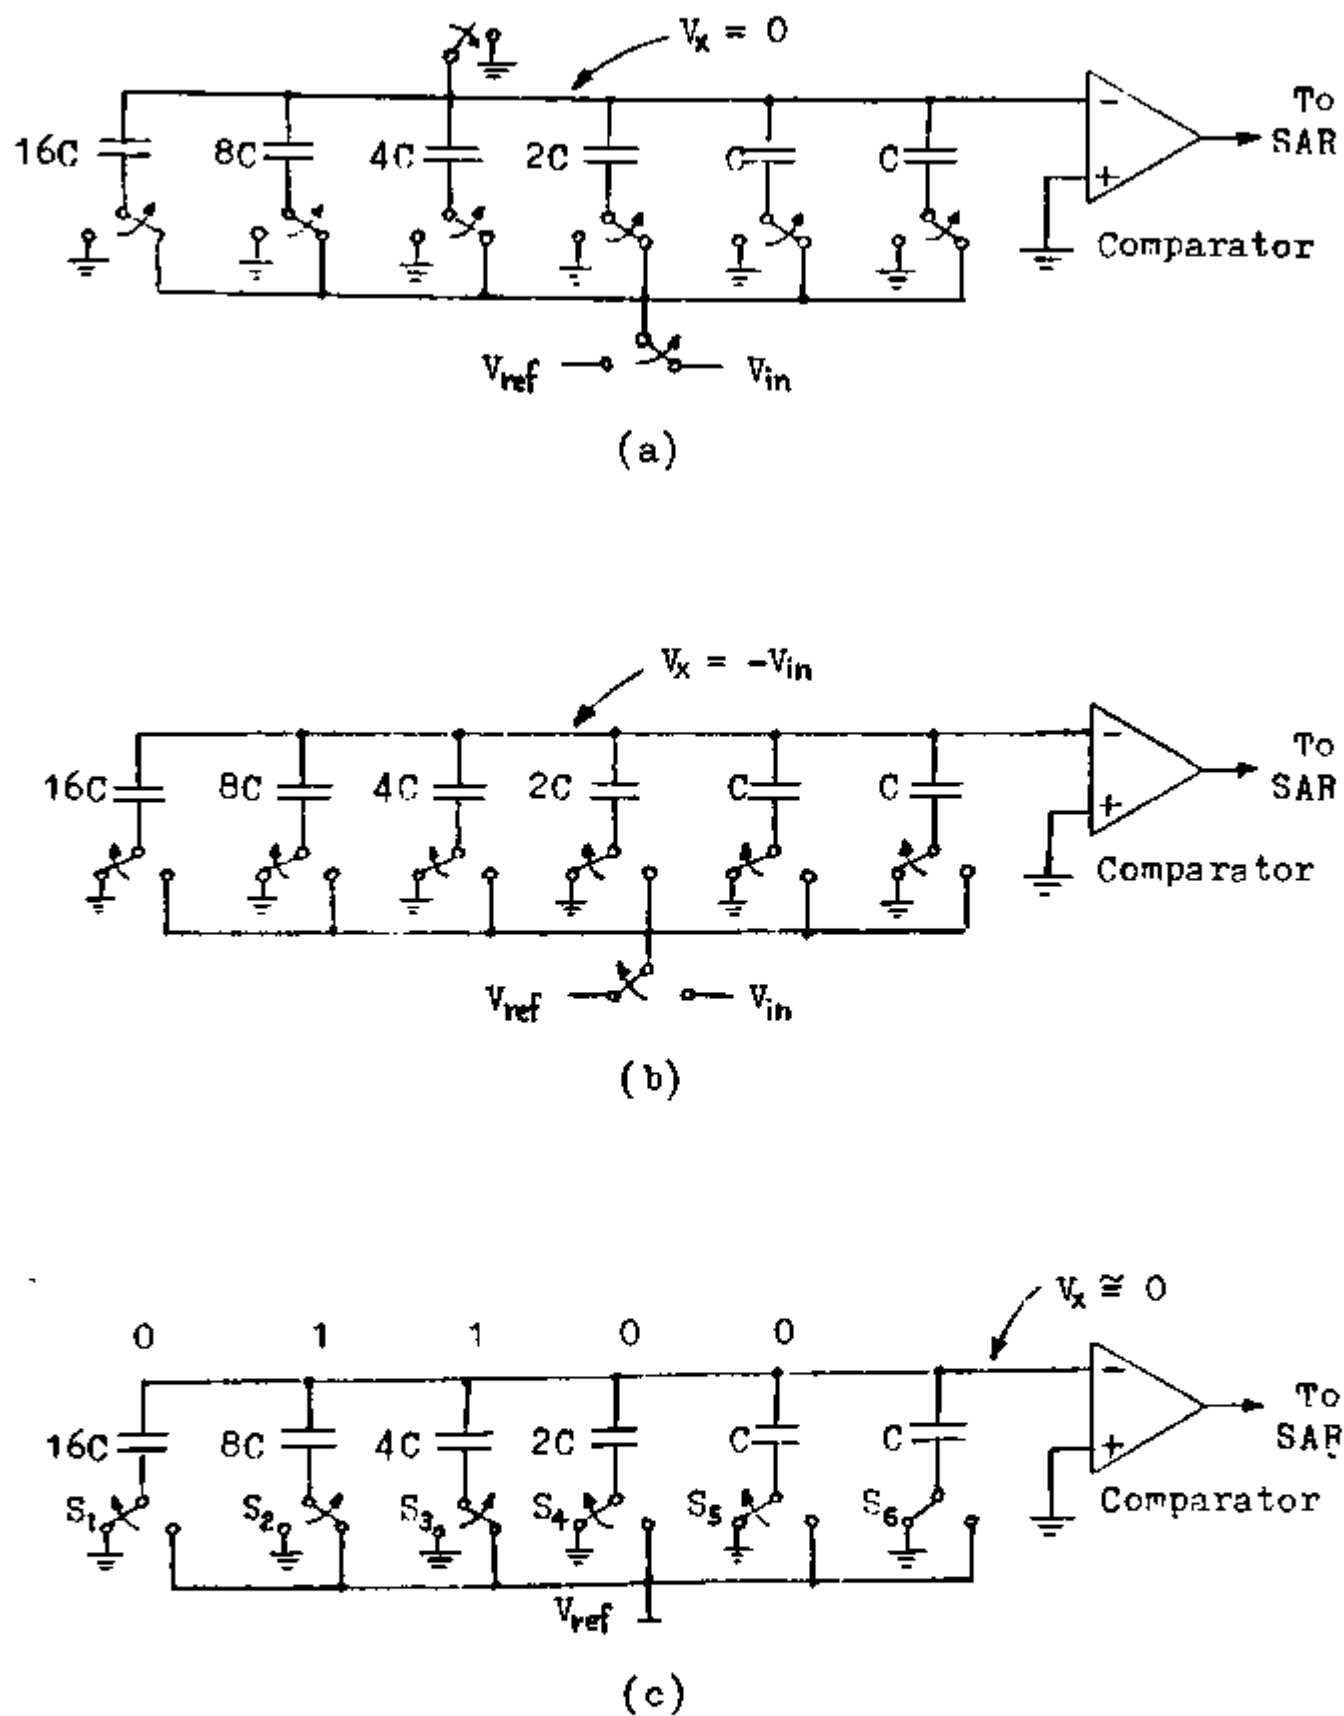 Vx = 0
16C 8C 4C 2C C C - + To SAR
Comparator
Vref Vin
(a)
Vx = -Vin
16C 8C 4C 2C C C - + To SAR
Comparator
Vref Vin
(b)
Vx ≅ 0
0 1 1 0 0
16C 8C 4C 2C C C - + To SAR
S1 S2 S3 S4 S5 S6 Comparator
Vref
(c)